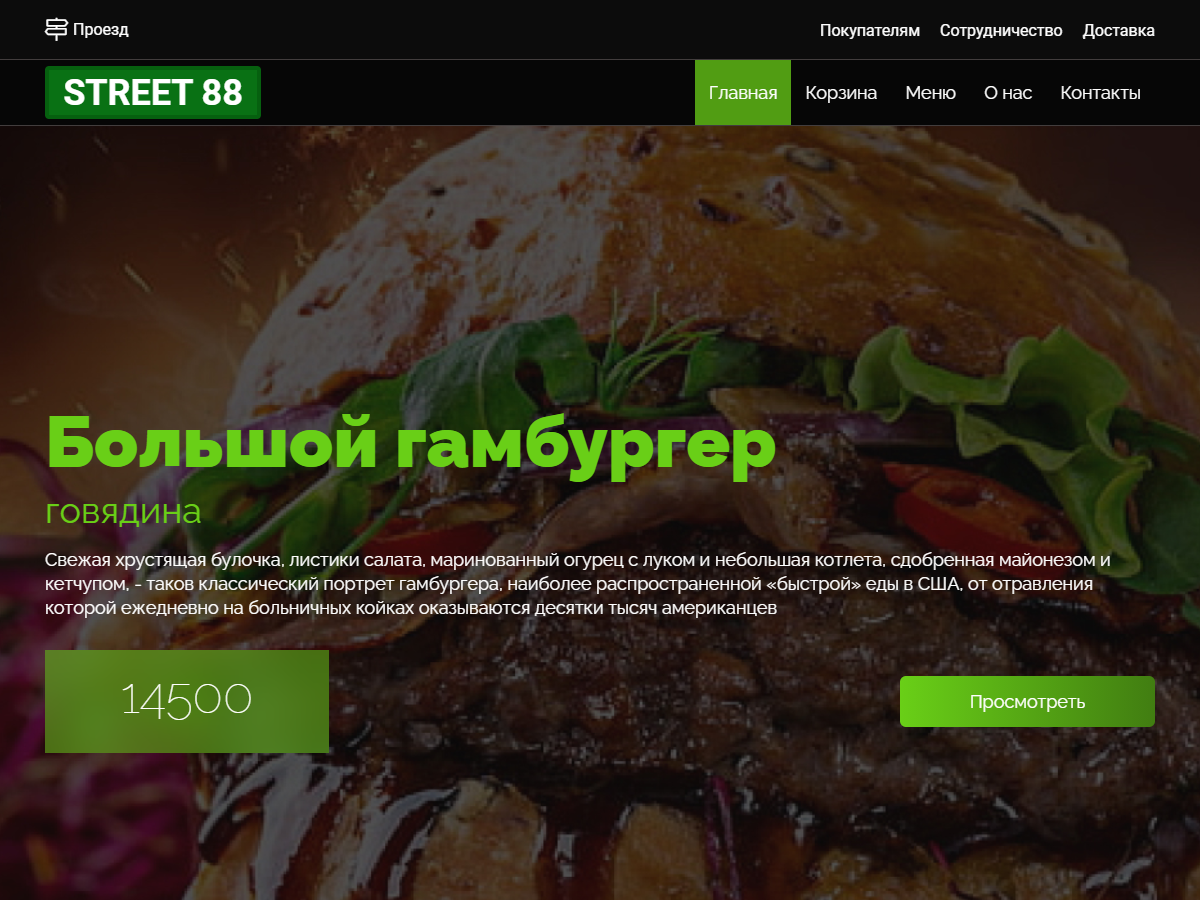 Проезд
Покупателям Сотрудничество Доставка
STREET 88
Главная Корзина Меню О нас Контакты
Большой гамбургер
говядина
Свежая хрустящая булочка, листики салата, маринованный огурец с луком и небольшая котлета, сдобренная майонезом и
кетчупом, - таков классический портрет гамбургера, наиболее распространенной «быстрой» еды в США, от отравления
которой ежедневно на больничных койках оказываются десятки тысяч американцев
14500
Просмотреть